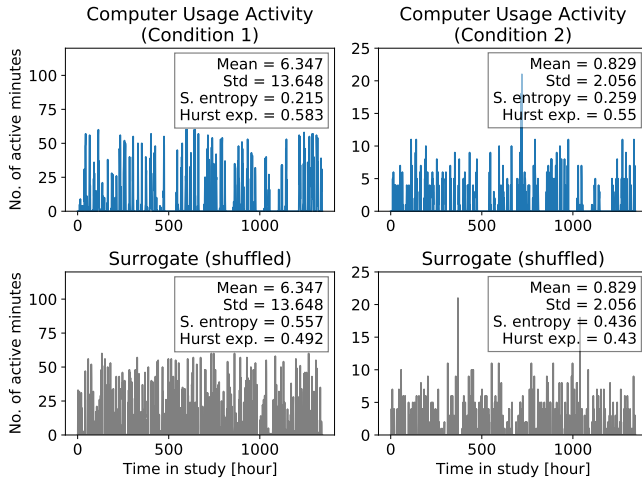 Computer Usage Activity
(Condition 1)
No. of active minutes
100
75
50
25
0
Mean = 6.347
Std = 13.648
S. entropy = 0.215
Hurst exp. = 0.583
0 500 1000
Computer Usage Activity
(Condition 2)
25
20
15
10
5
0
Mean = 0.829
Std = 2.056
S. entropy = 0.259
Hurst exp. = 0.55
0 500 1000
Surrogate (shuffled)
No. of active minutes
100
75
50
25
0
Mean = 6.347
Std = 13.648
S. entropy = 0.557
Hurst exp. = 0.492
0 500 1000
Time in study [hour]
Surrogate (shuffled)
25
20
15
10
5
0
Mean = 0.829
Std = 2.056
S. entropy = 0.436
Hurst exp. = 0.43
0 500 1000
Time in study [hour]